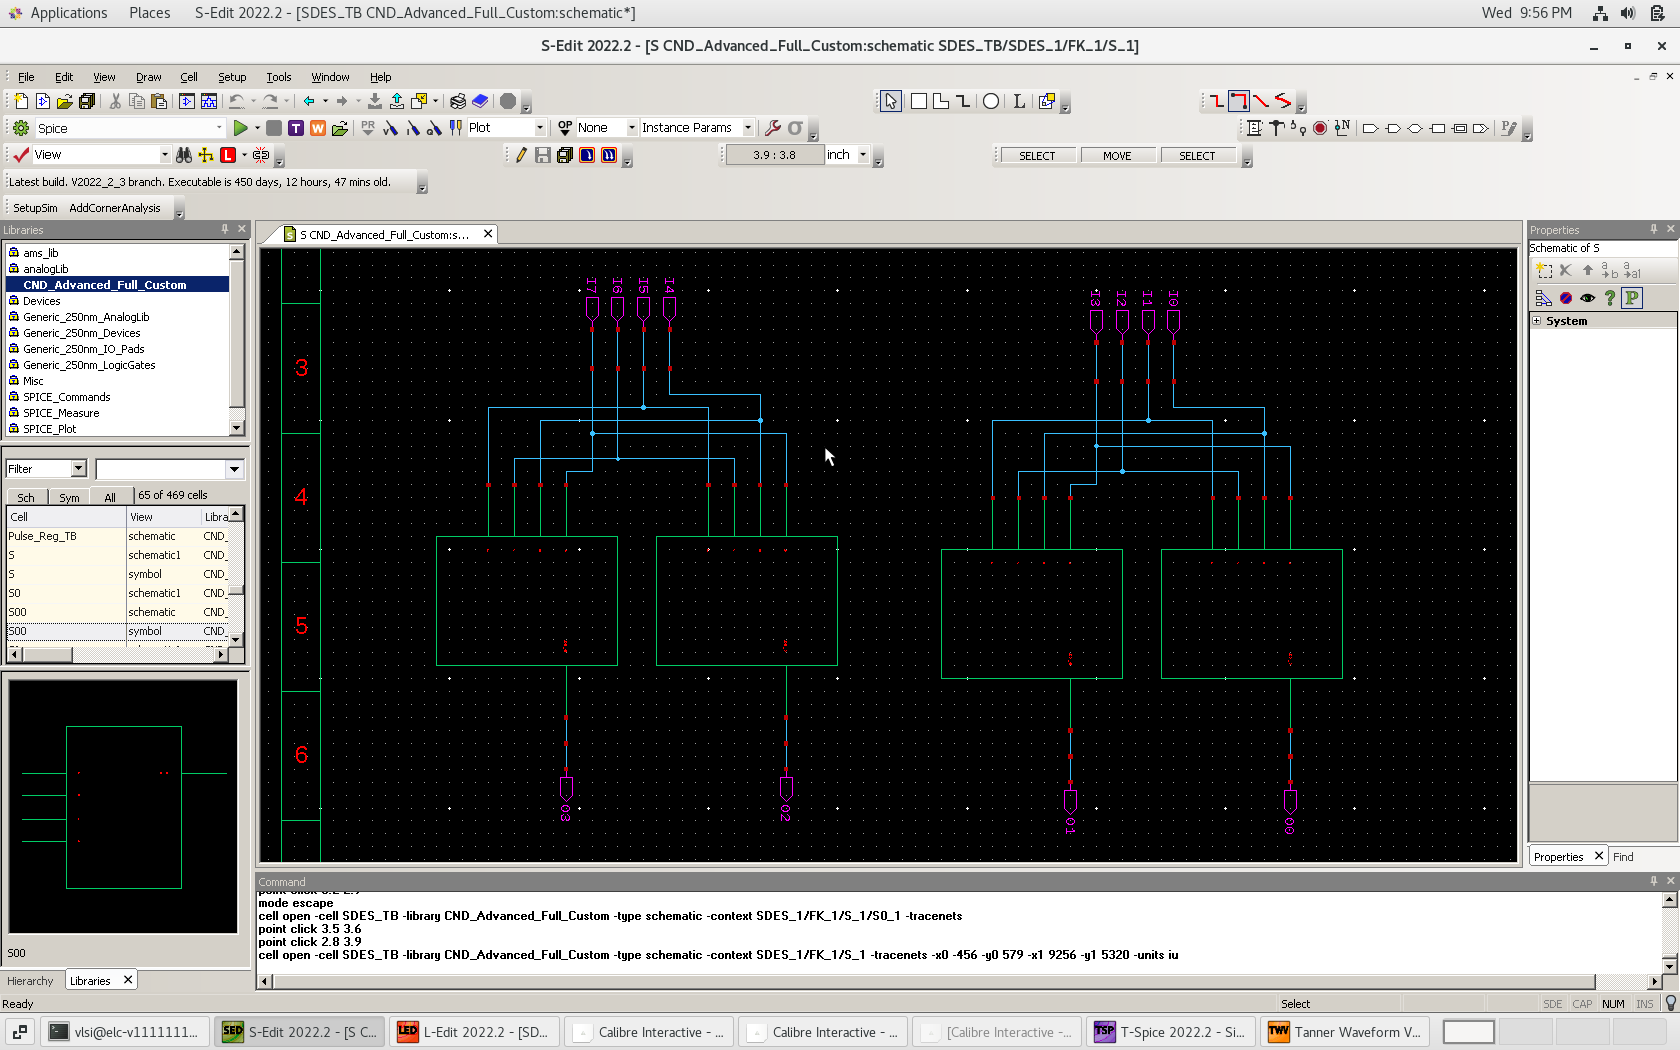 Applications Places S-Edit 2022.2 - [SDES_TB CND_Advanced_Full_Custom:schematic*] Wed 9:56 PM
S-Edit 2022.2 - [S CND_Advanced_Full_Custom:schematic SDES_TB/SDES_1/FK_1/S_1]
File Edit View Draw Cell Setup Tools Window Help
Spice Plot OP None Instance Params
View 3.9 : 3.8 inch SELECT MOVE SELECT
Latest build. V2022_2_3 branch. Executable is 450 days, 12 hours, 47 mins old.
SetupSim AddCornerAnalysis
Libraries
ams_lib
analogLib
CND_Advanced_Full_Custom
Devices
Generic_250nm_AnalogLib
Generic_250nm_Devices
Generic_250nm_IO_Pads
Generic_250nm_LogicGates
Misc
SPICE_Commands
SPICE_Measure
SPICE_Plot
Filter
Sch Sym All 65 of 469 cells
Cell View Libra
Pulse_Reg_TB schematic CND_
S schematic1 CND_
S symbol CND_
S0 schematic1 CND_
S00 schematic CND_
S00 symbol CND_
S00
Hierarchy Libraries
S CND_Advanced_Full_Custom:s...
I7 I6 I5 I4
I3 I2 I1 I0
3
4
5
6
O3 O2 O1 O0
Properties
Schematic of S
System
Properties Find
Command
mode escape
cell open -cell SDES_TB -library CND_Advanced_Full_Custom -type schematic -context SDES_1/FK_1/S_1/S0_1 -tracenets
point click 3.5 3.6
point click 2.8 3.9
cell open -cell SDES_TB -library CND_Advanced_Full_Custom -type schematic -context SDES_1/FK_1/S_1 -tracenets -x0 -456 -y0 579 -x1 9256 -y1 5320 -units iu
Ready Select SDE CAP NUM INS
vlsi@elc-v1111111... S-Edit 2022.2 - [S C... L-Edit 2022.2 - [SD... Calibre Interactive - ... Calibre Interactive - ... [Calibre Interactive - ... T-Spice 2022.2 - Si... Tanner Waveform V...